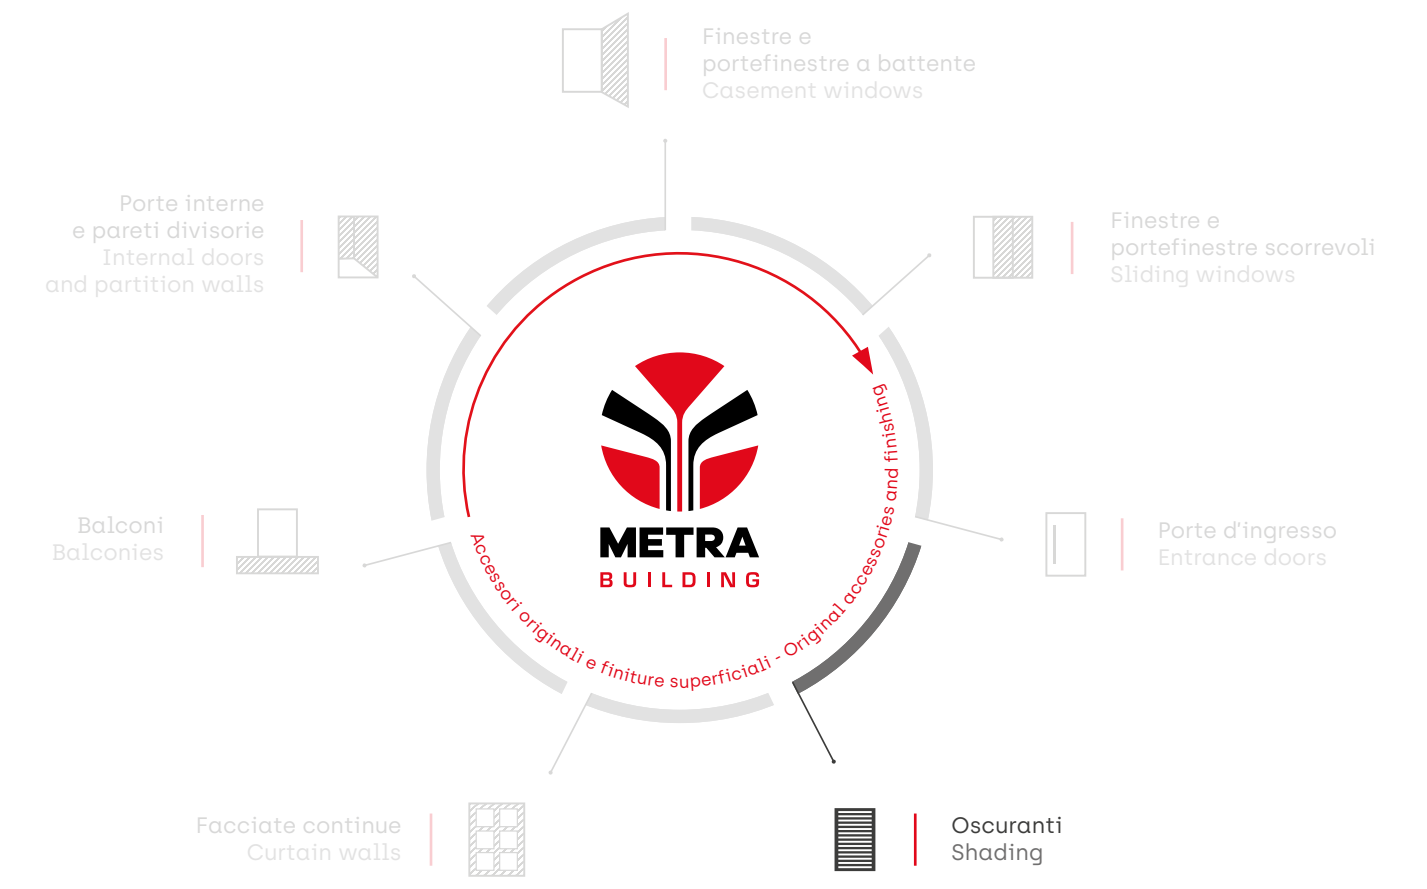 Finestre e
portefinestre a battente
Casement windows
Porte interne
e pareti divisorie
Internal doors
and partition walls
Finestre e
portefinestre scorrevoli
Sliding windows
METRA
BUILDING
Accessori originali e finiture superficiali - Original accessories and finishing
Balconi
Balconies
Porte d'ingresso
Entrance doors
Facciate continue
Curtain walls
Oscuranti
Shading